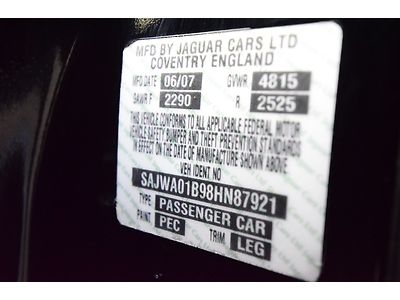 MFD BY JAGUAR CARS LTD
COVENTRY ENGLAND
MFD DATE 06/07 GVWR 4815
GAWR F 2290 R 2525
THIS VEHICLE CONFORMS TO ALL APPLICABLE FEDERAL MOTOR
VEHICLE SAFETY BUMPER AND THEFT PREVENTION STANDARDS
IN EFFECT ON THE DATE OF MANUFACTURE SHOWN ABOVE.
VEH IDENT NO
SAJWA01B98HN87921
TYPE PASSENGER CAR
PAINT PEC TRIM LEG